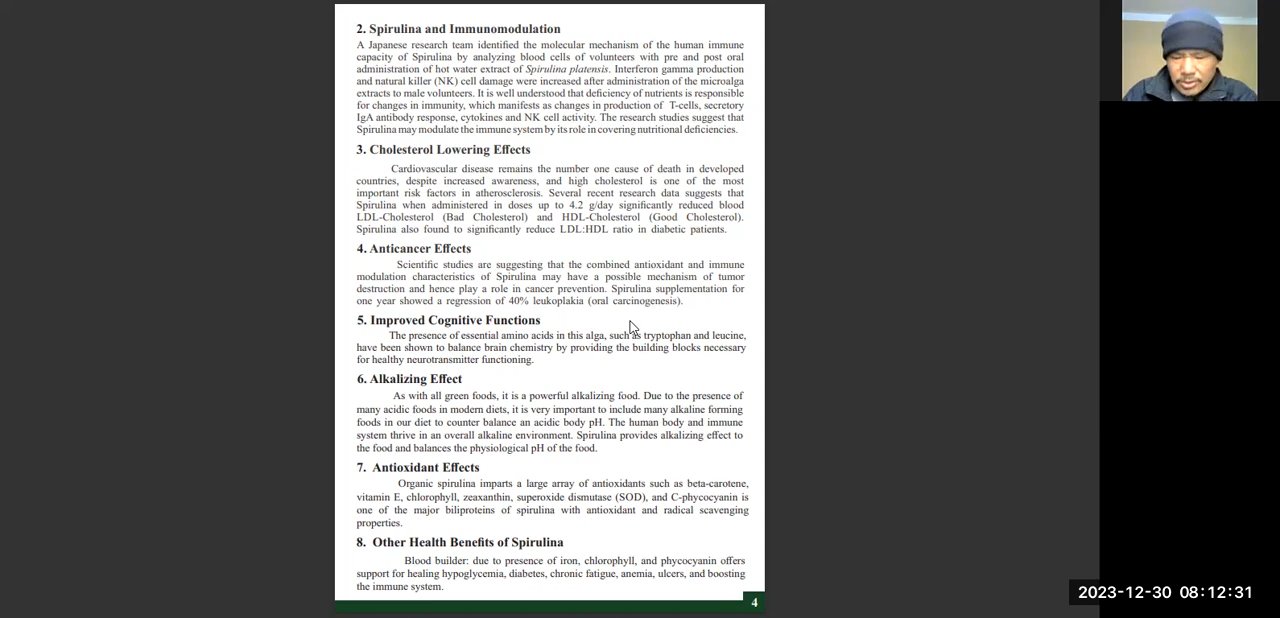 2. Spirulina and Immunomodulation
A Japanese research team identified the molecular mechanism of the human immune
capacity of Spirulina by analyzing blood cells of volunteers with pre and post oral
administration of hot water extract of Spirulina platensis. Interferon gamma production
and natural killer (NK) cell damage were increased after administration of the microalga
extracts to male volunteers. It is well understood that deficiency of nutrients is responsible
for changes in immunity, which manifests as changes in production of T-cells, secretory
IgA antibody response, cytokines and NK cell activity. The research studies suggest that
Spirulina may modulate the immune system by its role in covering nutritional deficiencies.
3. Cholesterol Lowering Effects
Cardiovascular disease remains the number one cause of death in developed
countries, despite increased awareness, and high cholesterol is one of the most
important risk factors in atherosclerosis. Several recent research data suggests that
Spirulina when administered in doses up to 4.2 g/day significantly reduced blood
LDL-Cholesterol (Bad Cholesterol) and HDL-Cholesterol (Good Cholesterol).
Spirulina also found to significantly reduce LDL:HDL ratio in diabetic patients.
4. Anticancer Effects
Scientific studies are suggesting that the combined antioxidant and immune
modulation characteristics of Spirulina may have a possible mechanism of tumor
destruction and hence play a role in cancer prevention. Spirulina supplementation for
one year showed a regression of 40% leukoplakia (oral carcinogenesis).
5. Improved Cognitive Functions
The presence of essential amino acids in this alga, such as tryptophan and leucine,
have been shown to balance brain chemistry by providing the building blocks necessary
for healthy neurotransmitter functioning.
6. Alkalizing Effect
As with all green foods, it is a powerful alkalizing food. Due to the presence of
many acidic foods in modern diets, it is very important to include many alkaline forming
foods in our diet to counter balance an acidic body pH. The human body and immune
system thrive in an overall alkaline environment. Spirulina provides alkalizing effect to
the food and balances the physiological pH of the food.
7. Antioxidant Effects
Organic spirulina imparts a large array of antioxidants such as beta-carotene,
vitamin E, chlorophyll, zeaxanthin, superoxide dismutase (SOD), and C-phycocyanin is
one of the major biliproteins of spirulina with antioxidant and radical scavenging
properties.
8. Other Health Benefits of Spirulina
Blood builder: due to presence of iron, chlorophyll, and phycocyanin offers
support for healing hypoglycemia, diabetes, chronic fatigue, anemia, ulcers, and boosting
the immune system.
4
2023-12-30 08:12:31